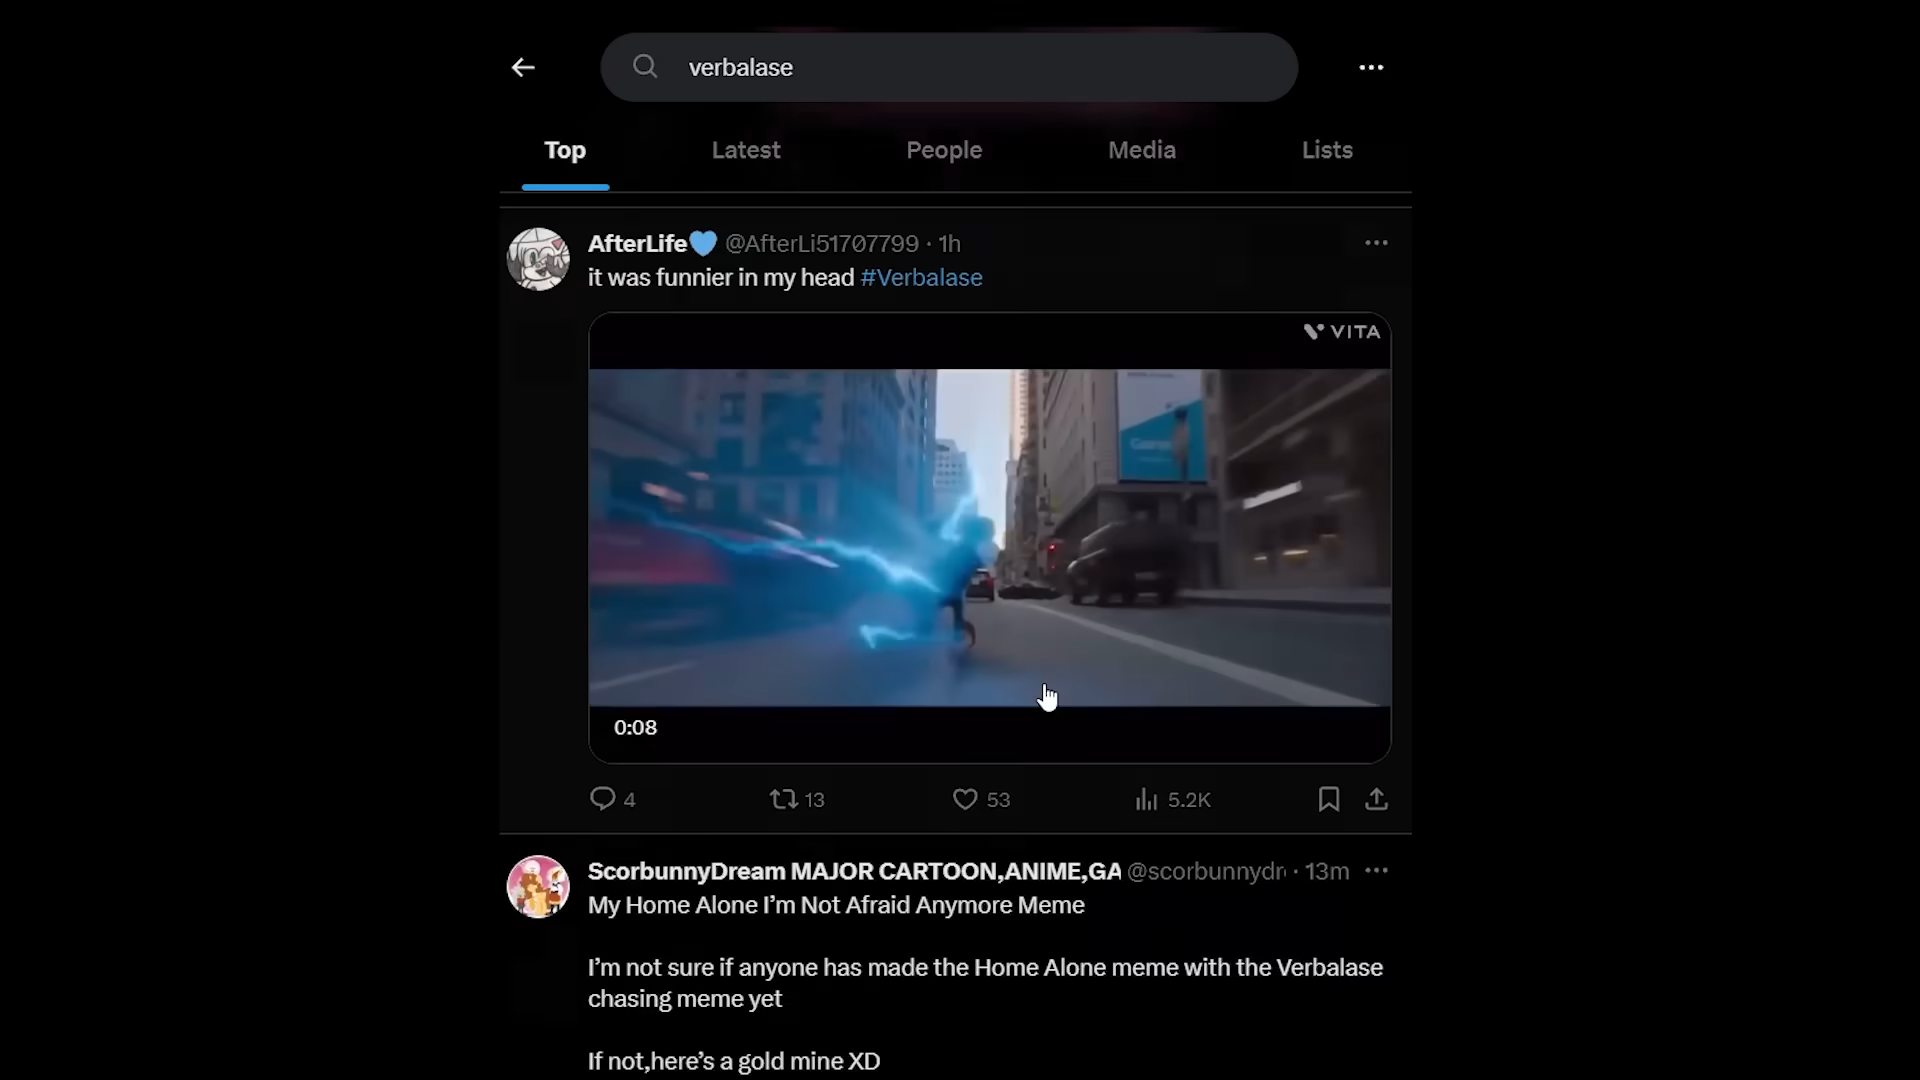 verbalase
Top Latest People Media Lists
AfterLife @AfterLi51707799 · 1h
it was funnier in my head #Verbalase
VITA
0:08
4 13 53 5.2K
ScorbunnyDream MAJOR CARTOON,ANIME,GA @scorbunnydr · 13m
My Home Alone I'm Not Afraid Anymore Meme
I'm not sure if anyone has made the Home Alone meme with the Verbalase
chasing meme yet
If not,here's a gold mine XD